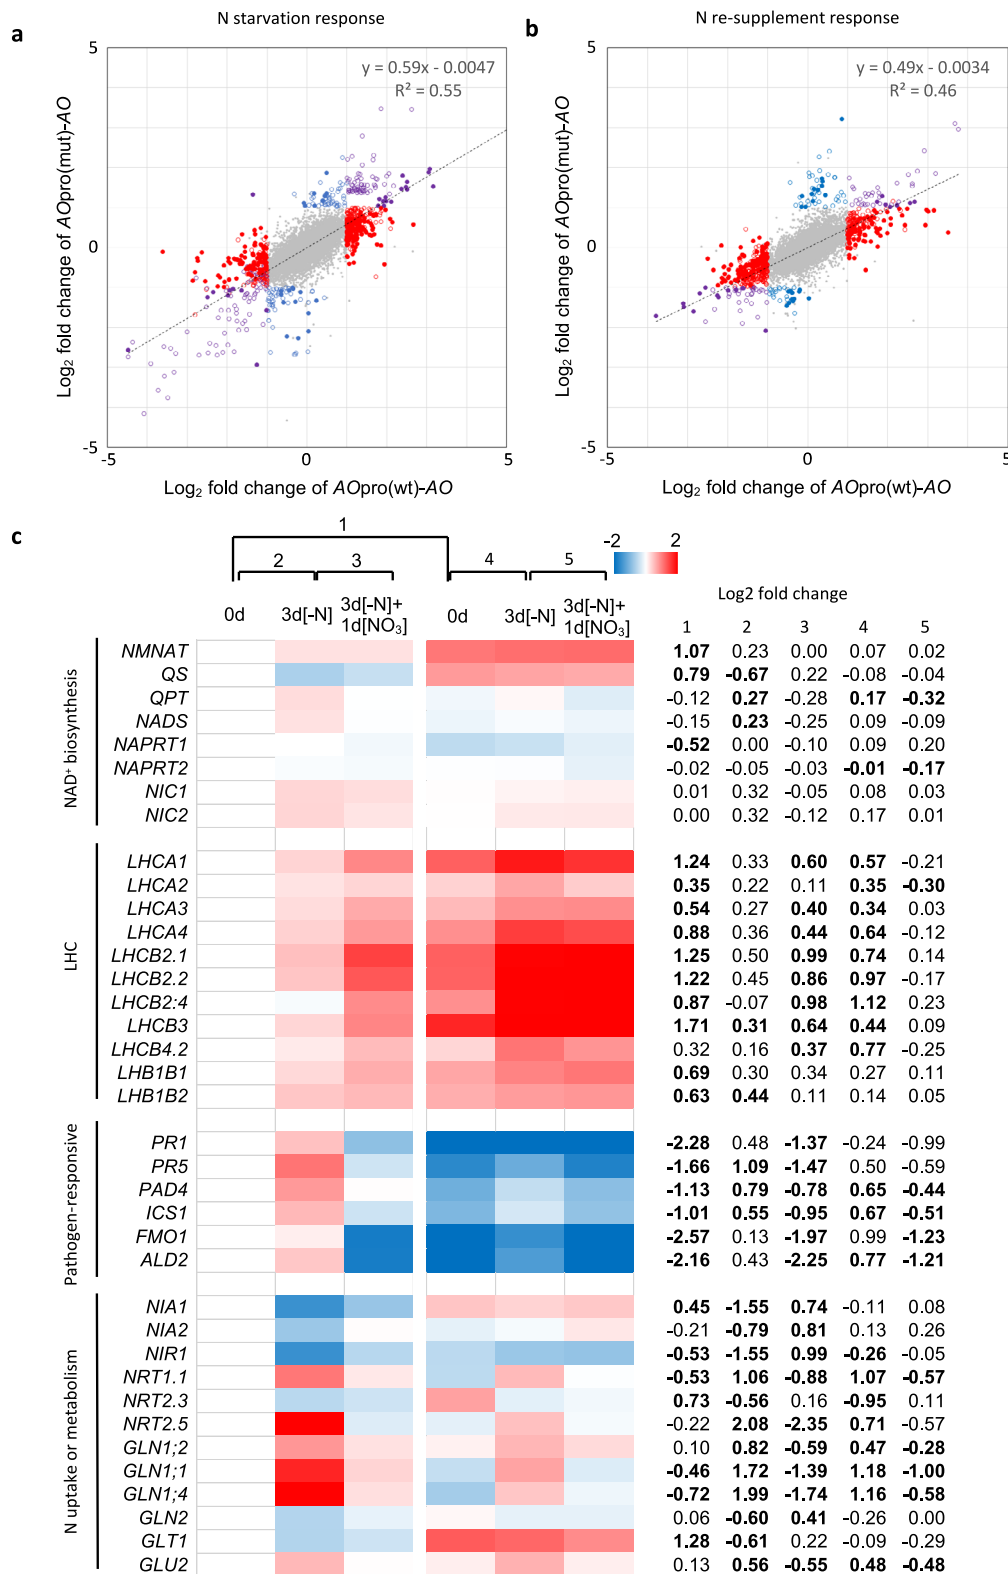 N starvation response
N re-supplement response
a
b
5
y = 0.59x - 0.0047
R² = 0.55
Log₂ fold change of AOpro(mut)-AO
0
-5
0
5
Log₂ fold change of AOpro(wt)-AO
5
y = 0.49x - 0.0034
R² = 0.46
Log₂ fold change of AOpro(mut)-AO
0
-5
0
5
Log₂ fold change of AOpro(wt)-AO
c
1
2 3 4 5
-2 2
0d 3d[-N] 3d[-N]+
1d[NO₃]
0d 3d[-N] 3d[-N]+
1d[NO₃]
Log2 fold change
1 2 3 4 5
NAD⁺ biosynthesis
NMNAT 1.07 0.23 0.00 0.07 0.02
QS 0.79 -0.67 0.22 -0.08 -0.04
QPT -0.12 0.27 -0.28 0.17 -0.32
NADS -0.15 0.23 -0.25 0.09 -0.09
NAPRT1 -0.52 0.00 -0.10 0.09 0.20
NAPRT2 -0.02 -0.05 -0.03 -0.01 -0.17
NIC1 0.01 0.32 -0.05 0.08 0.03
NIC2 0.00 0.32 -0.12 0.17 0.01
LHC
LHCA1 1.24 0.33 0.60 0.57 -0.21
LHCA2 0.35 0.22 0.11 0.35 -0.30
LHCA3 0.54 0.27 0.40 0.34 0.03
LHCA4 0.88 0.36 0.44 0.64 -0.12
LHCB2.1 1.25 0.50 0.99 0.74 0.14
LHCB2.2 1.22 0.45 0.86 0.97 -0.17
LHCB2:4 0.87 -0.07 0.98 1.12 0.23
LHCB3 1.71 0.31 0.64 0.44 0.09
LHCB4.2 0.32 0.16 0.37 0.77 -0.25
LHB1B1 0.69 0.30 0.34 0.27 0.11
LHB1B2 0.63 0.44 0.11 0.14 0.05
Pathogen-responsive
PR1 -2.28 0.48 -1.37 -0.24 -0.99
PR5 -1.66 1.09 -1.47 0.50 -0.59
PAD4 -1.13 0.79 -0.78 0.65 -0.44
ICS1 -1.01 0.55 -0.95 0.67 -0.51
FMO1 -2.57 0.13 -1.97 0.99 -1.23
ALD2 -2.16 0.43 -2.25 0.77 -1.21
N uptake or metabolism
NIA1 0.45 -1.55 0.74 -0.11 0.08
NIA2 -0.21 -0.79 0.81 0.13 0.26
NIR1 -0.53 -1.55 0.99 -0.26 -0.05
NRT1.1 -0.53 1.06 -0.88 1.07 -0.57
NRT2.3 0.73 -0.56 0.16 -0.95 0.11
NRT2.5 -0.22 2.08 -2.35 0.71 -0.57
GLN1;2 0.10 0.82 -0.59 0.47 -0.28
GLN1;1 -0.46 1.72 -1.39 1.18 -1.00
GLN1;4 -0.72 1.99 -1.74 1.16 -0.58
GLN2 0.06 -0.60 0.41 -0.26 0.00
GLT1 1.28 -0.61 0.22 -0.09 -0.29
GLU2 0.13 0.56 -0.55 0.48 -0.48